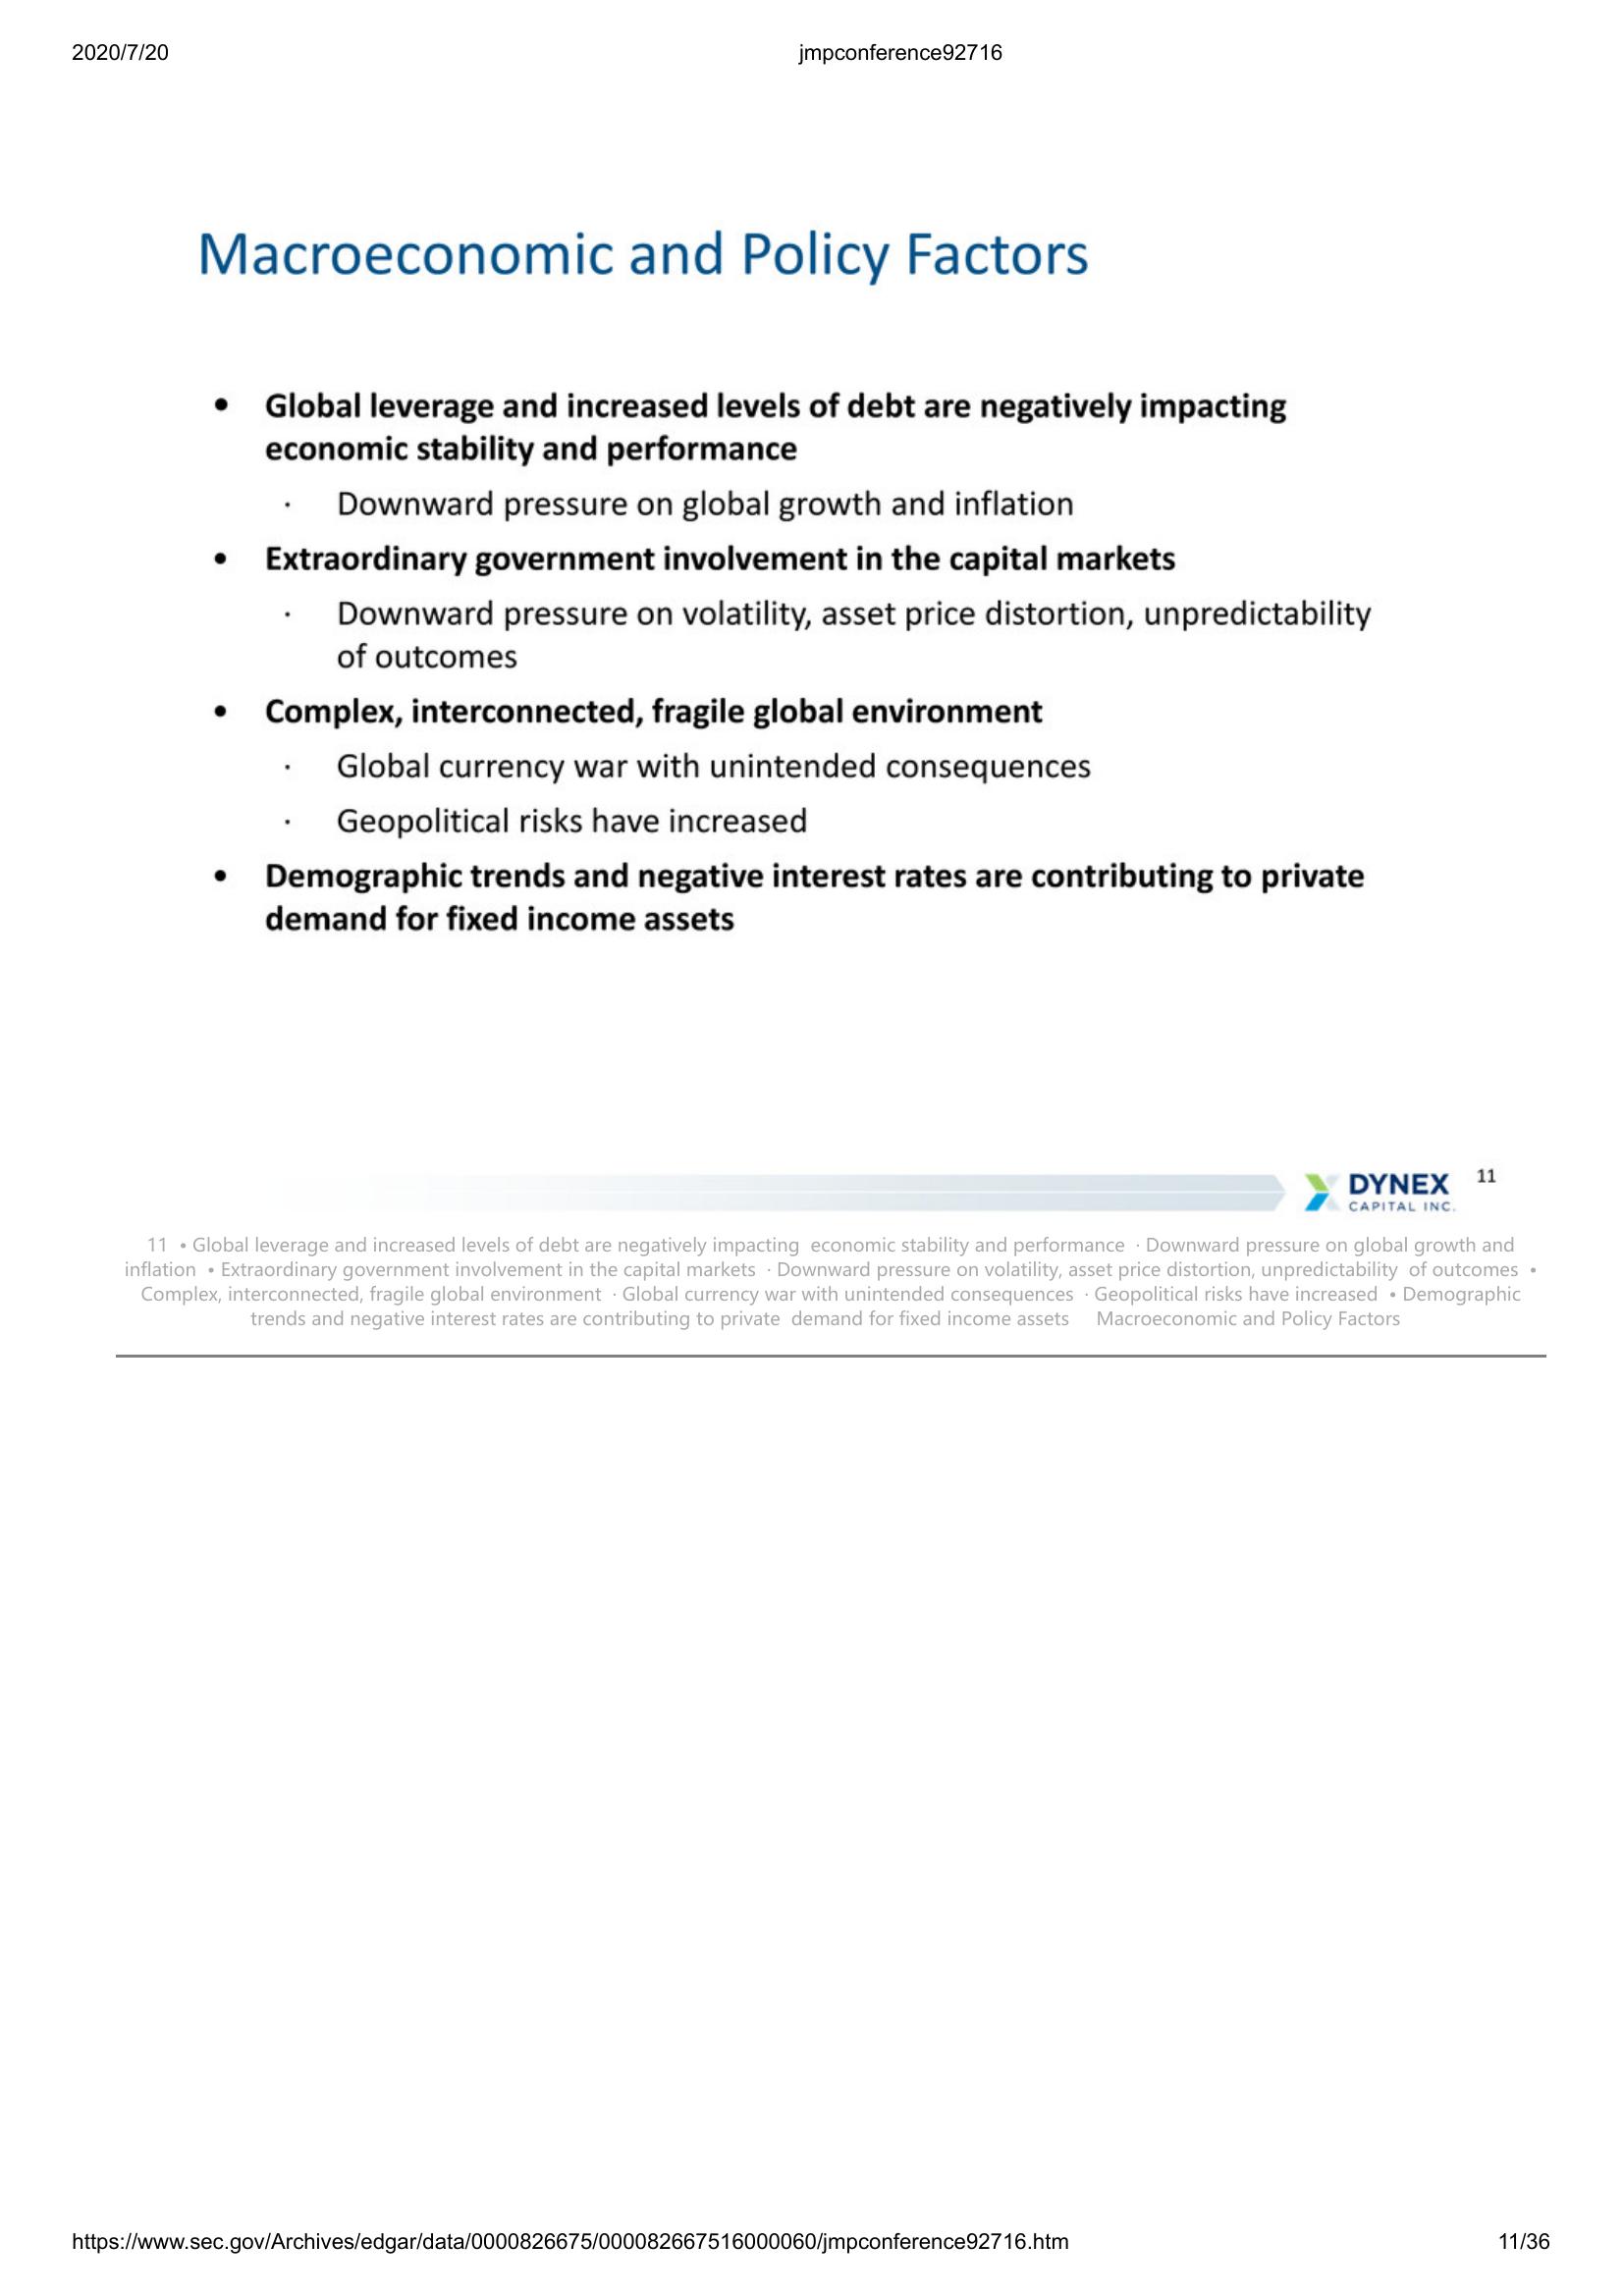 2020/7/20
jmpconference92716
Macroeconomic and Policy Factors
• Global leverage and increased levels of debt are negatively impacting
economic stability and performance
· Downward pressure on global growth and inflation
• Extraordinary government involvement in the capital markets
· Downward pressure on volatility, asset price distortion, unpredictability
of outcomes
• Complex, interconnected, fragile global environment
· Global currency war with unintended consequences
· Geopolitical risks have increased
• Demographic trends and negative interest rates are contributing to private
demand for fixed income assets
DYNEX
CAPITAL INC.
11
11 • Global leverage and increased levels of debt are negatively impacting economic stability and performance · Downward pressure on global growth and
inflation • Extraordinary government involvement in the capital markets · Downward pressure on volatility, asset price distortion, unpredictability of outcomes •
Complex, interconnected, fragile global environment · Global currency war with unintended consequences · Geopolitical risks have increased • Demographic
trends and negative interest rates are contributing to private demand for fixed income assets Macroeconomic and Policy Factors
https://www.sec.gov/Archives/edgar/data/0000826675/000082667516000060/jmpconference92716.htm
11/36